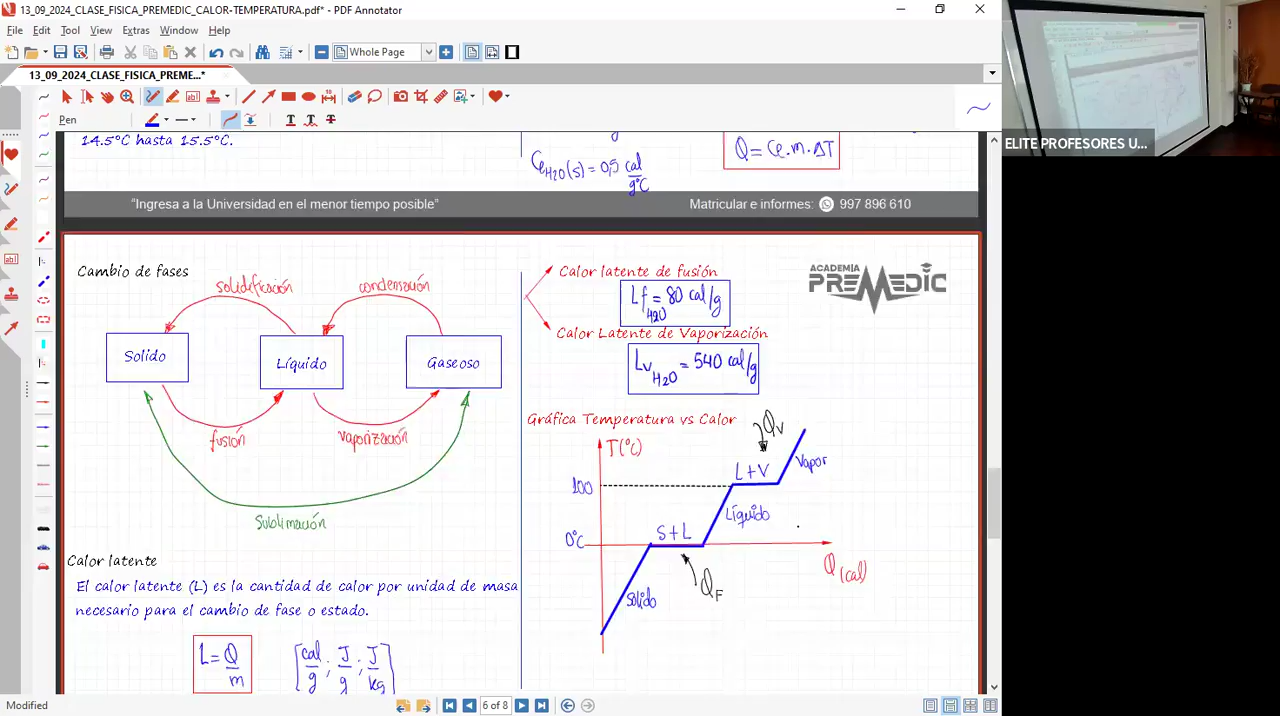 13_09_2024_CLASE_FISICA_PREMEDIC_CALOR-TEMPERATURA.pdf* - PDF Annotator
File Edit Tool View Extras Window Help
Whole Page
13_09_2024_CLASE_FISICA_PREME...*
Pen
14.5°C hasta 15.5°C.
g
Ce H2O(s) = 0,5 cal/g°C
Q = Ce.m.ΔT
“Ingresa a la Universidad en el menor tiempo posible”
Matricular e informes: 997 896 610
Cambio de fases
solidificación
condensación
Solido
Líquido
Gaseoso
fusión
vaporización
Sublimación
Calor latente
El calor latente (L) es la cantidad de calor por unidad de masa
necesario para el cambio de fase o estado.
L = Q/m
[cal/g ; J/g ; J/kg]
Calor latente de fusión
Lf H2O = 80 cal/g
Calor Latente de Vaporización
Lv H2O = 540 cal/g
ACADEMIA
PREMEDIC
Gráfica Temperatura vs Calor
T(°C)
QV
L+V
Vapor
100
Líquido
S+L
0°C
Q(cal)
QF
Solido
Modified
6 of 8
ELITE PROFESORES U...